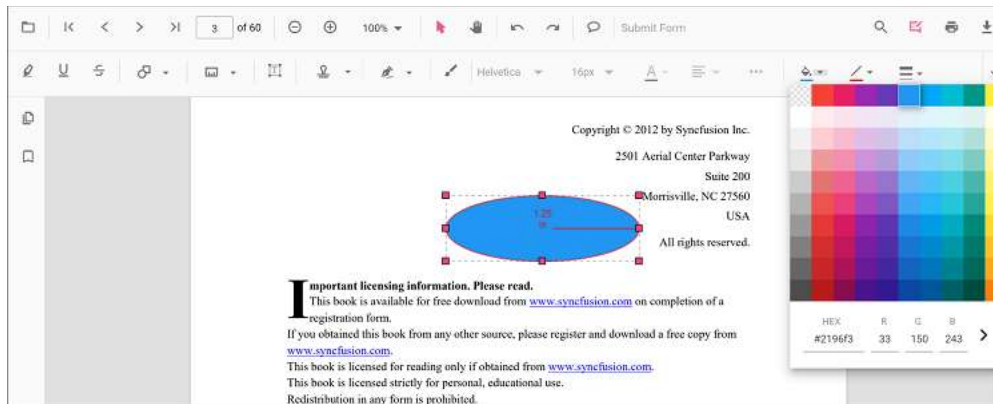 3 of 60 100% Submit Form
Helvetica 16px A
Copyright © 2012 by Syncfusion Inc.
2501 Aerial Center Parkway
Suite 200
Morrisville, NC 27560
USA
All rights reserved.
1.25
Important licensing information. Please read.
This book is available for free download from www.syncfusion.com on completion of a
registration form.
If you obtained this book from any other source, please register and download a free copy from
www.syncfusion.com.
This book is licensed for reading only if obtained from www.syncfusion.com.
This book is licensed strictly for personal, educational use.
Redistribution in any form is prohibited.
HEX R G B
#2196f3 33 150 243